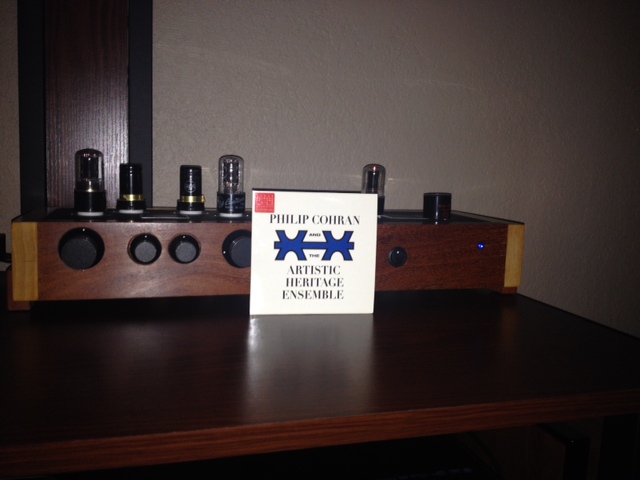 PHILIP COHRAN
AND
THE
ARTISTIC
HERITAGE
ENSEMBLE